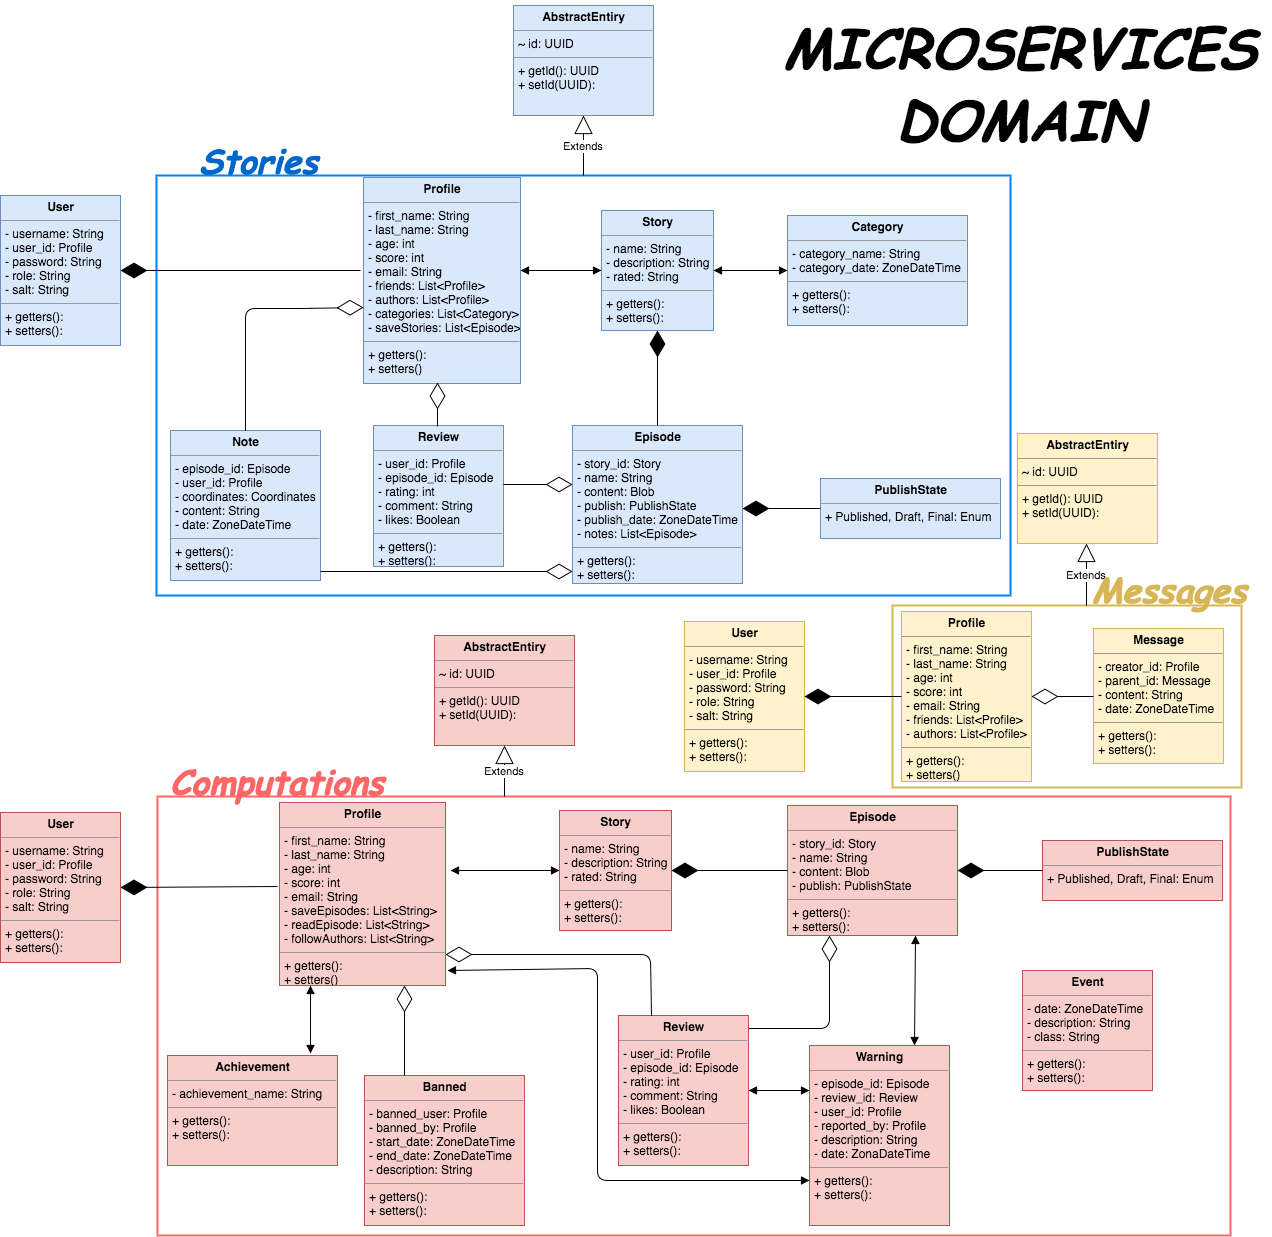 MICROSERVICES
DOMAIN
AbstractEntiry
~ id: UUID
+ getId(): UUID
+ setId(UUID):
Extends
Stories
User
- username: String
- user_id: Profile
- password: String
- role: String
- salt: String
+ getters():
+ setters():
Profile
- first_name: String
- last_name: String
- age: int
- score: int
- email: String
- friends: List<Profile>
- authors: List<Profile>
- categories: List<Category>
- saveStories: List<Episode>
+ getters():
+ setters()
Story
- name: String
- description: String
- rated: String
+ getters():
+ setters():
Category
- category_name: String
- category_date: ZoneDateTime
+ getters():
+ setters():
Note
- episode_id: Episode
- user_id: Profile
- coordinates: Coordinates
- content: String
- date: ZoneDateTime
+ getters():
+ setters():
Review
- user_id: Profile
- episode_id: Episode
- rating: int
- comment: String
- likes: Boolean
+ getters():
+ setters():
Episode
- story_id: Story
- name: String
- content: Blob
- publish: PublishState
- publish_date: ZoneDateTime
- notes: List<Episode>
+ getters():
+ setters():
PublishState
+ Published, Draft, Final: Enum
AbstractEntiry
~ id: UUID
+ getId(): UUID
+ setId(UUID):
Extends
Messages
User
- username: String
- user_id: Profile
- password: String
- role: String
- salt: String
+ getters():
+ setters():
Profile
- first_name: String
- last_name: String
- age: int
- score: int
- email: String
- friends: List<Profile>
- authors: List<Profile>
+ getters():
+ setters()
Message
- creator_id: Profile
- parent_id: Message
- content: String
- date: ZoneDateTime
+ getters():
+ setters():
AbstractEntiry
~ id: UUID
+ getId(): UUID
+ setId(UUID):
Extends
Computations
User
- username: String
- user_id: Profile
- password: String
- role: String
- salt: String
+ getters():
+ setters():
Profile
- first_name: String
- last_name: String
- age: int
- score: int
- email: String
- saveEpisodes: List<String>
- readEpisode: List<String>
- followAuthors: List<String>
+ getters():
+ setters()
Story
- name: String
- description: String
- rated: String
+ getters():
+ setters():
Episode
- story_id: Story
- name: String
- content: Blob
- publish: PublishState
+ getters():
+ setters():
PublishState
+ Published, Draft, Final: Enum
Achievement
- achievement_name: String
+ getters():
+ setters():
Banned
- banned_user: Profile
- banned_by: Profile
- start_date: ZoneDateTime
- end_date: ZoneDateTime
- description: String
+ getters():
+ setters():
Review
- user_id: Profile
- episode_id: Episode
- rating: int
- comment: String
- likes: Boolean
+ getters():
+ setters():
Warning
- episode_id: Episode
- review_id: Review
- user_id: Profile
- reported_by: Profile
- description: String
- date: ZonaDateTime
+ getters():
+ setters():
Event
- date: ZoneDateTime
- description: String
- class: String
+ getters():
+ setters():